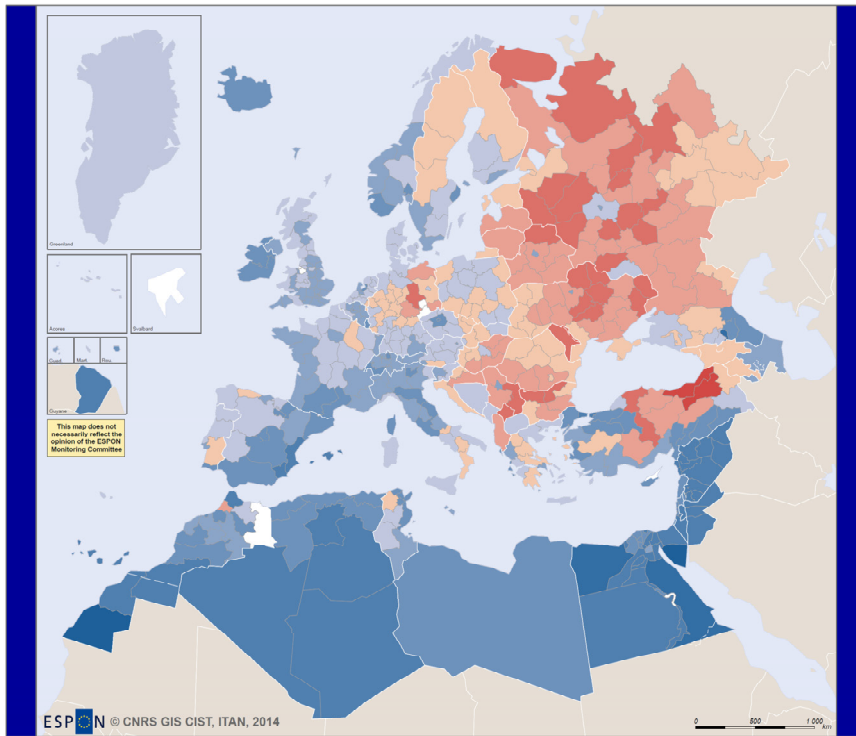 Greenland
Acores
Svalbard
Guad.
Mart.
Reu.
Guyane
This map does not
necessarily reflect the
opinion of the ESPON
Monitoring Committee
ESPON © CNRS GIS CIST, ITAN, 2014
0 500 1 000
km